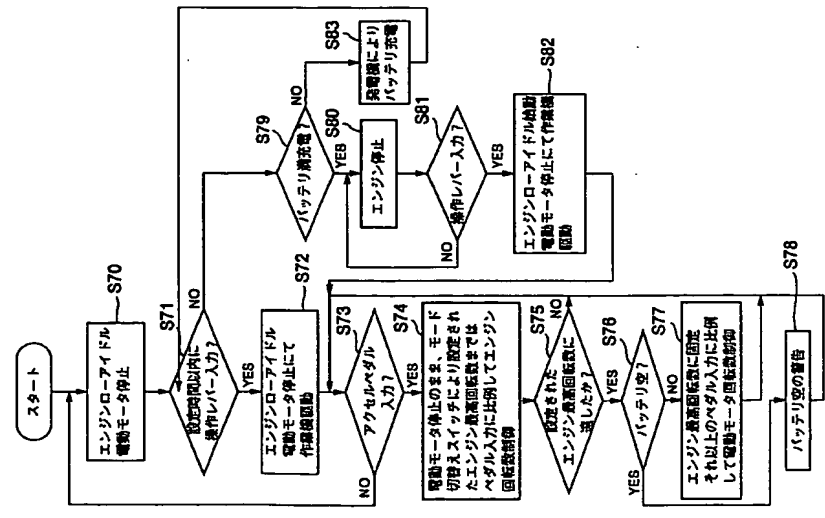 スタート
S70
エンジンローアイドル
電動モータ停止
S71
設定時間以内に
操作レバー入力？
NO
YES
S72
エンジンローアイドル
電動モータ停止にて
作業機駆動
S73
アクセルペダル
入力？
NO
YES
S74
電動モータ停止のまま、モード
切替えスイッチにより設定され
たエンジン最高回転数までは
ペダル入力に比例してエンジン
回転数制御
S75
設定された
エンジン最高回転数に
達したか？
NO
YES
S76
バッテリ空？
YES
NO
S77
エンジン最高回転数に固定
それ以上のペダル入力に比例
して電動モータ回転数制御
S78
バッテリ空の警告
S79
バッテリ満充電？
NO
YES
S80
エンジン停止
S81
操作レバー入力？
NO
YES
S82
エンジンローアイドル始動
電動モータ停止にて作業機
駆動
S83
発電機により
バッテリ充電